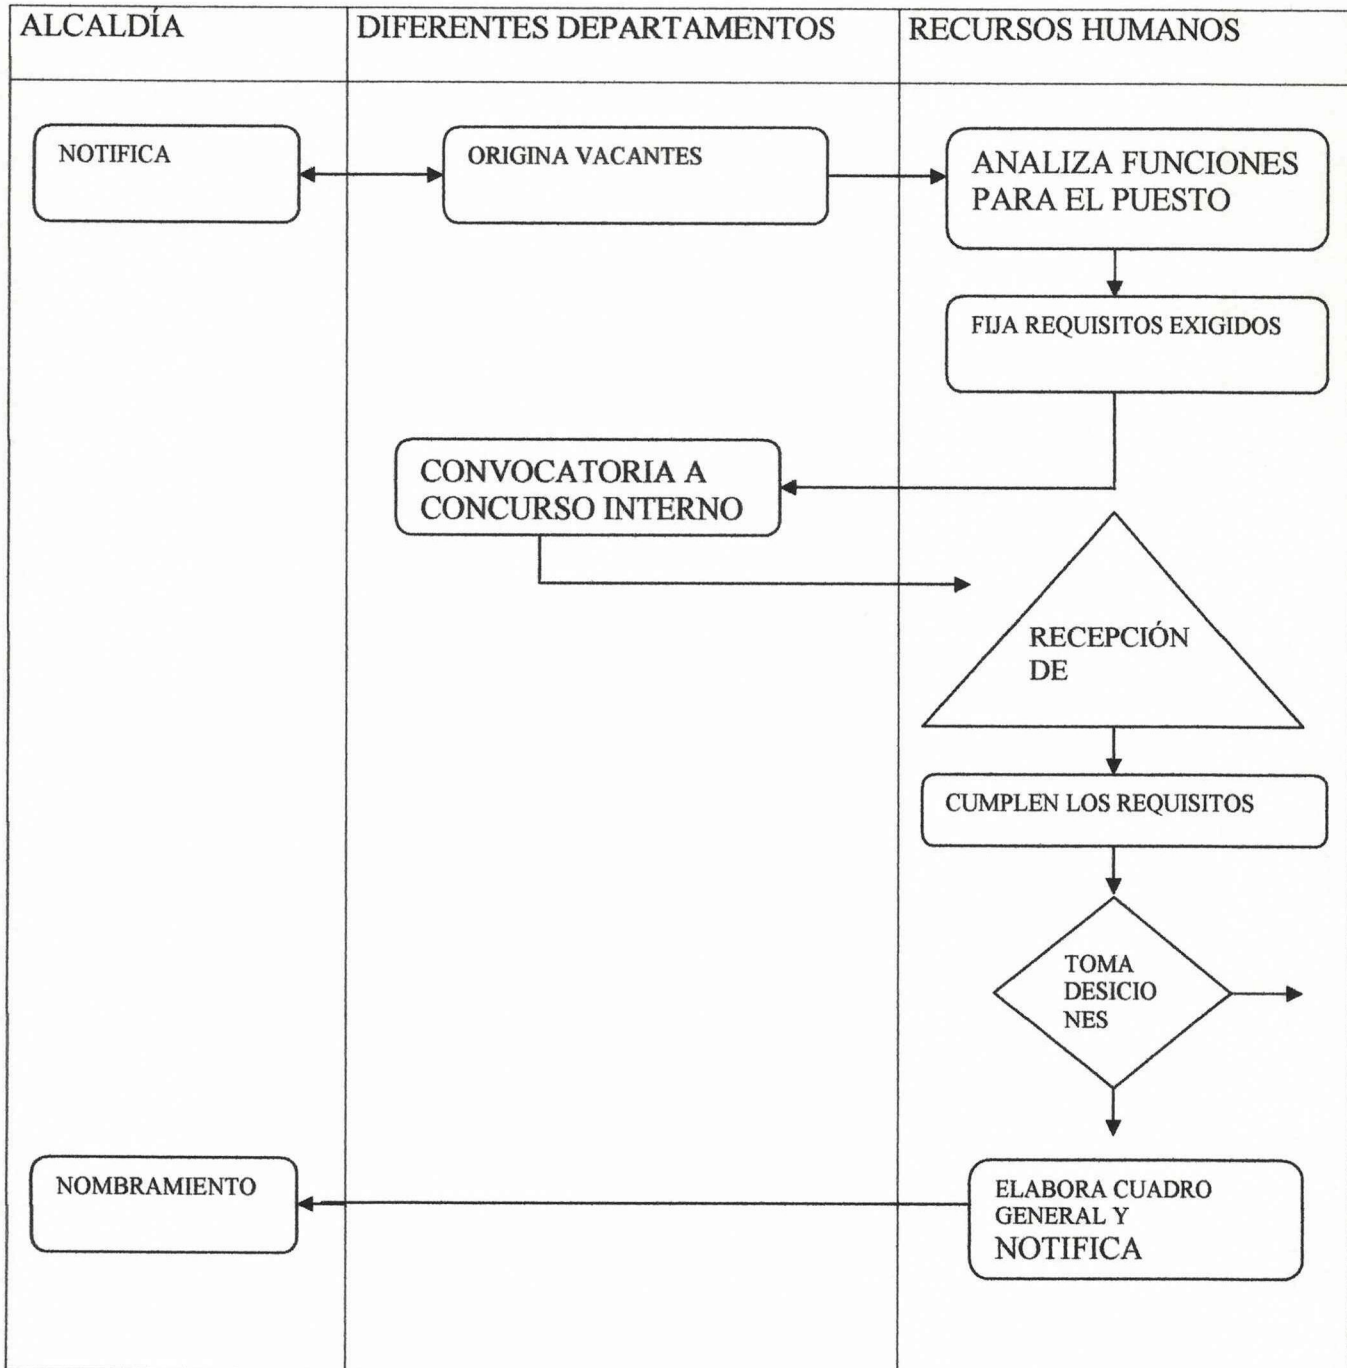 ALCALDÍA
DIFERENTES DEPARTAMENTOS
RECURSOS HUMANOS
NOTIFICA
ORIGINA VACANTES
ANALIZA FUNCIONES
PARA EL PUESTO
FIJA REQUISITOS EXIGIDOS
CONVOCATORIA A
CONCURSO INTERNO
RECEPCIÓN
DE
CUMPLEN LOS REQUISITOS
TOMA
DESICIO
NES
NOMBRAMIENTO
ELABORA CUADRO
GENERAL Y
NOTIFICA